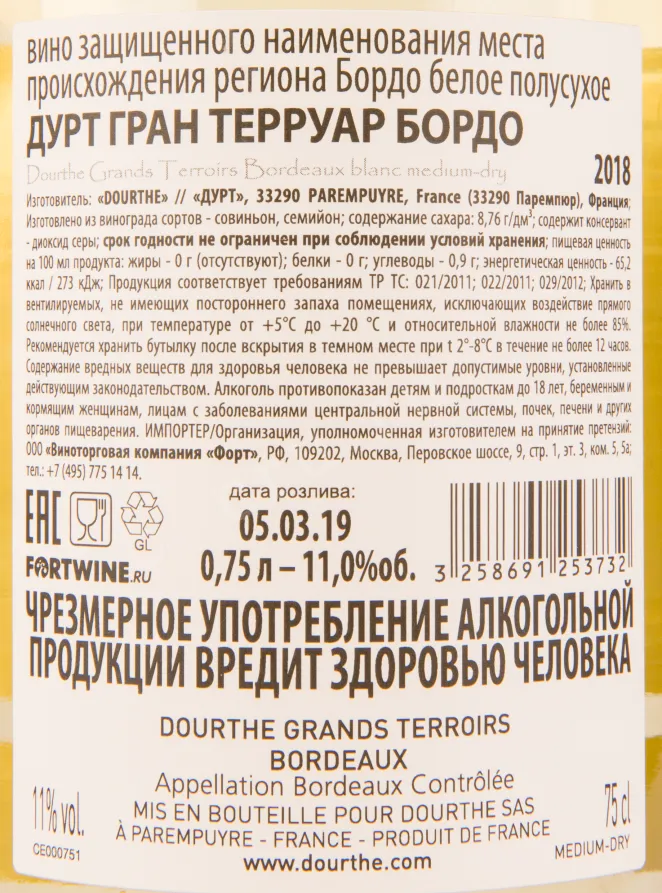 вино защищенного наименования места
происхождения региона Бордо белое полусухое
ДУРТ ГРАН ТЕРРУАР БОРДО
Dourthe Grands Terroirs Bordeaux blanc medium-dry 2018
Изготовитель: «DOURTHE» // «ДУРТ», 33290 PAREMPUYRE, France (33290 Паремпюр), Франция;
Изготовлено из винограда сортов - совиньон, семийон; содержание сахара: 8,76 г/дм³; содержит консервант
- диоксид серы; срок годности не ограничен при соблюдении условий хранения; пищевая ценность
на 100 мл продукта: жиры - 0 г (отсутствуют); белки - 0 г; углеводы - 0,9 г; энергетическая ценность - 65,2
ккал / 273 кДж; Продукция соответствует требованиям ТР ТС: 021/2011; 022/2011; 029/2012; Хранить в
вентилируемых, не имеющих постороннего запаха помещениях, исключающих воздействие прямого
солнечного света, при температуре от +5°C до +20 °C и относительной влажности не более 85%.
Рекомендуется хранить бутылку после вскрытия в темном месте при t 2°-8°C в течение не более 12 часов.
Содержание вредных веществ для здоровья человека не превышает допустимые уровни, установленные
действующим законодательством. Алкоголь противопоказан детям и подросткам до 18 лет, беременным и
кормящим женщинам, лицам с заболеваниями центральной нервной системы, почек, печени и других
органов пищеварения. ИМПОРТЕР/Организация, уполномоченная изготовителем на принятие претензий:
ООО «Виноторговая компания «Форт», РФ, 109202, Москва, Перовское шоссе, 9, стр. 1, эт. 3, ком. 5, 5а;
тел.: +7 (495) 775 14 14.
EAC
GL
FORTWINE.RU
дата розлива:
05.03.19
0,75 л – 11,0%об.
3 258691 253732
ЧРЕЗМЕРНОЕ УПОТРЕБЛЕНИЕ АЛКОГОЛЬНОЙ
ПРОДУКЦИИ ВРЕДИТ ЗДОРОВЬЮ ЧЕЛОВЕКА
DOURTHE GRANDS TERROIRS
BORDEAUX
Appellation Bordeaux Contrôlée
MIS EN BOUTEILLE POUR DOURTHE SAS
À PAREMPUYRE - FRANCE - PRODUIT DE FRANCE
www.dourthe.com
11% vol.
CE000751
75 cl
MEDIUM-DRY